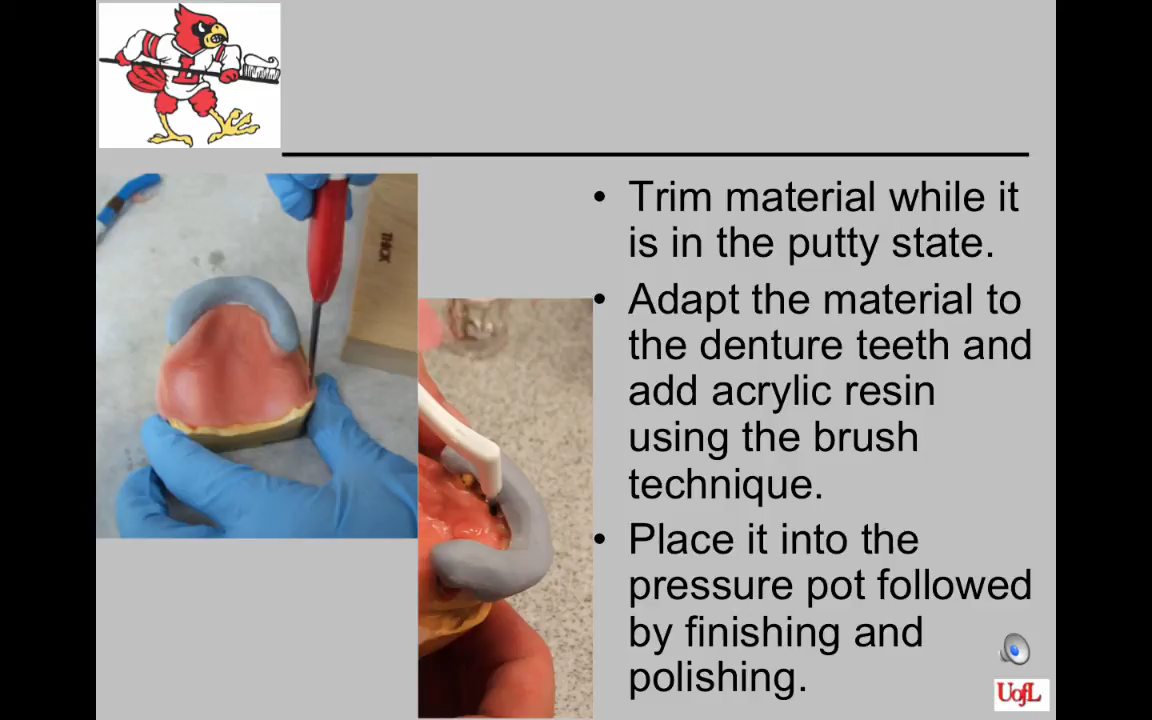 L
THICK
• Trim material while it
is in the putty state.
• Adapt the material to
the denture teeth and
add acrylic resin
using the brush
technique.
• Place it into the
pressure pot followed
by finishing and
polishing.
UofL